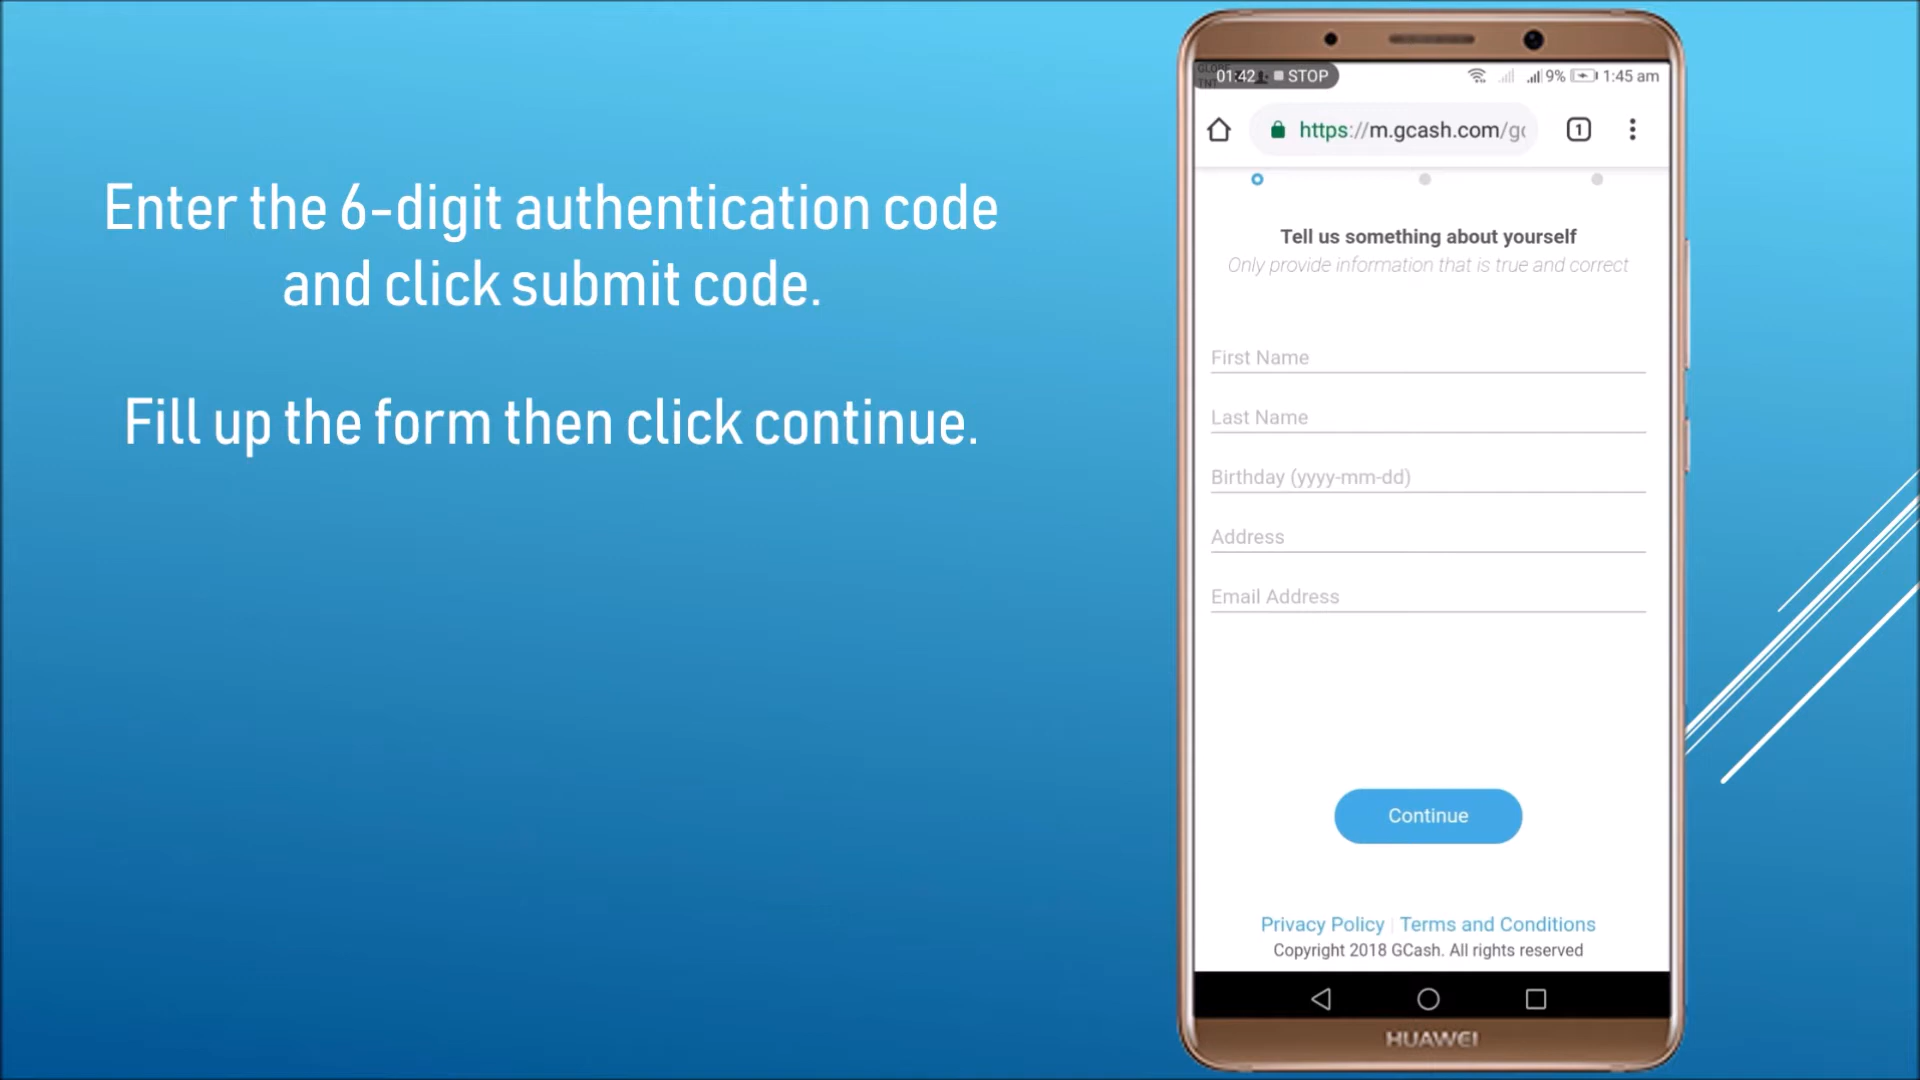 Enter the 6-digit authentication code
and click submit code.
Fill up the form then click continue.
01:42 STOP
9% 1:45 am
https://m.gcash.com/g
1
Tell us something about yourself
Only provide information that is true and correct
First Name
Last Name
Birthday (yyyy-mm-dd)
Address
Email Address
Continue
Privacy Policy | Terms and Conditions
Copyright 2018 GCash. All rights reserved
HUAWEI